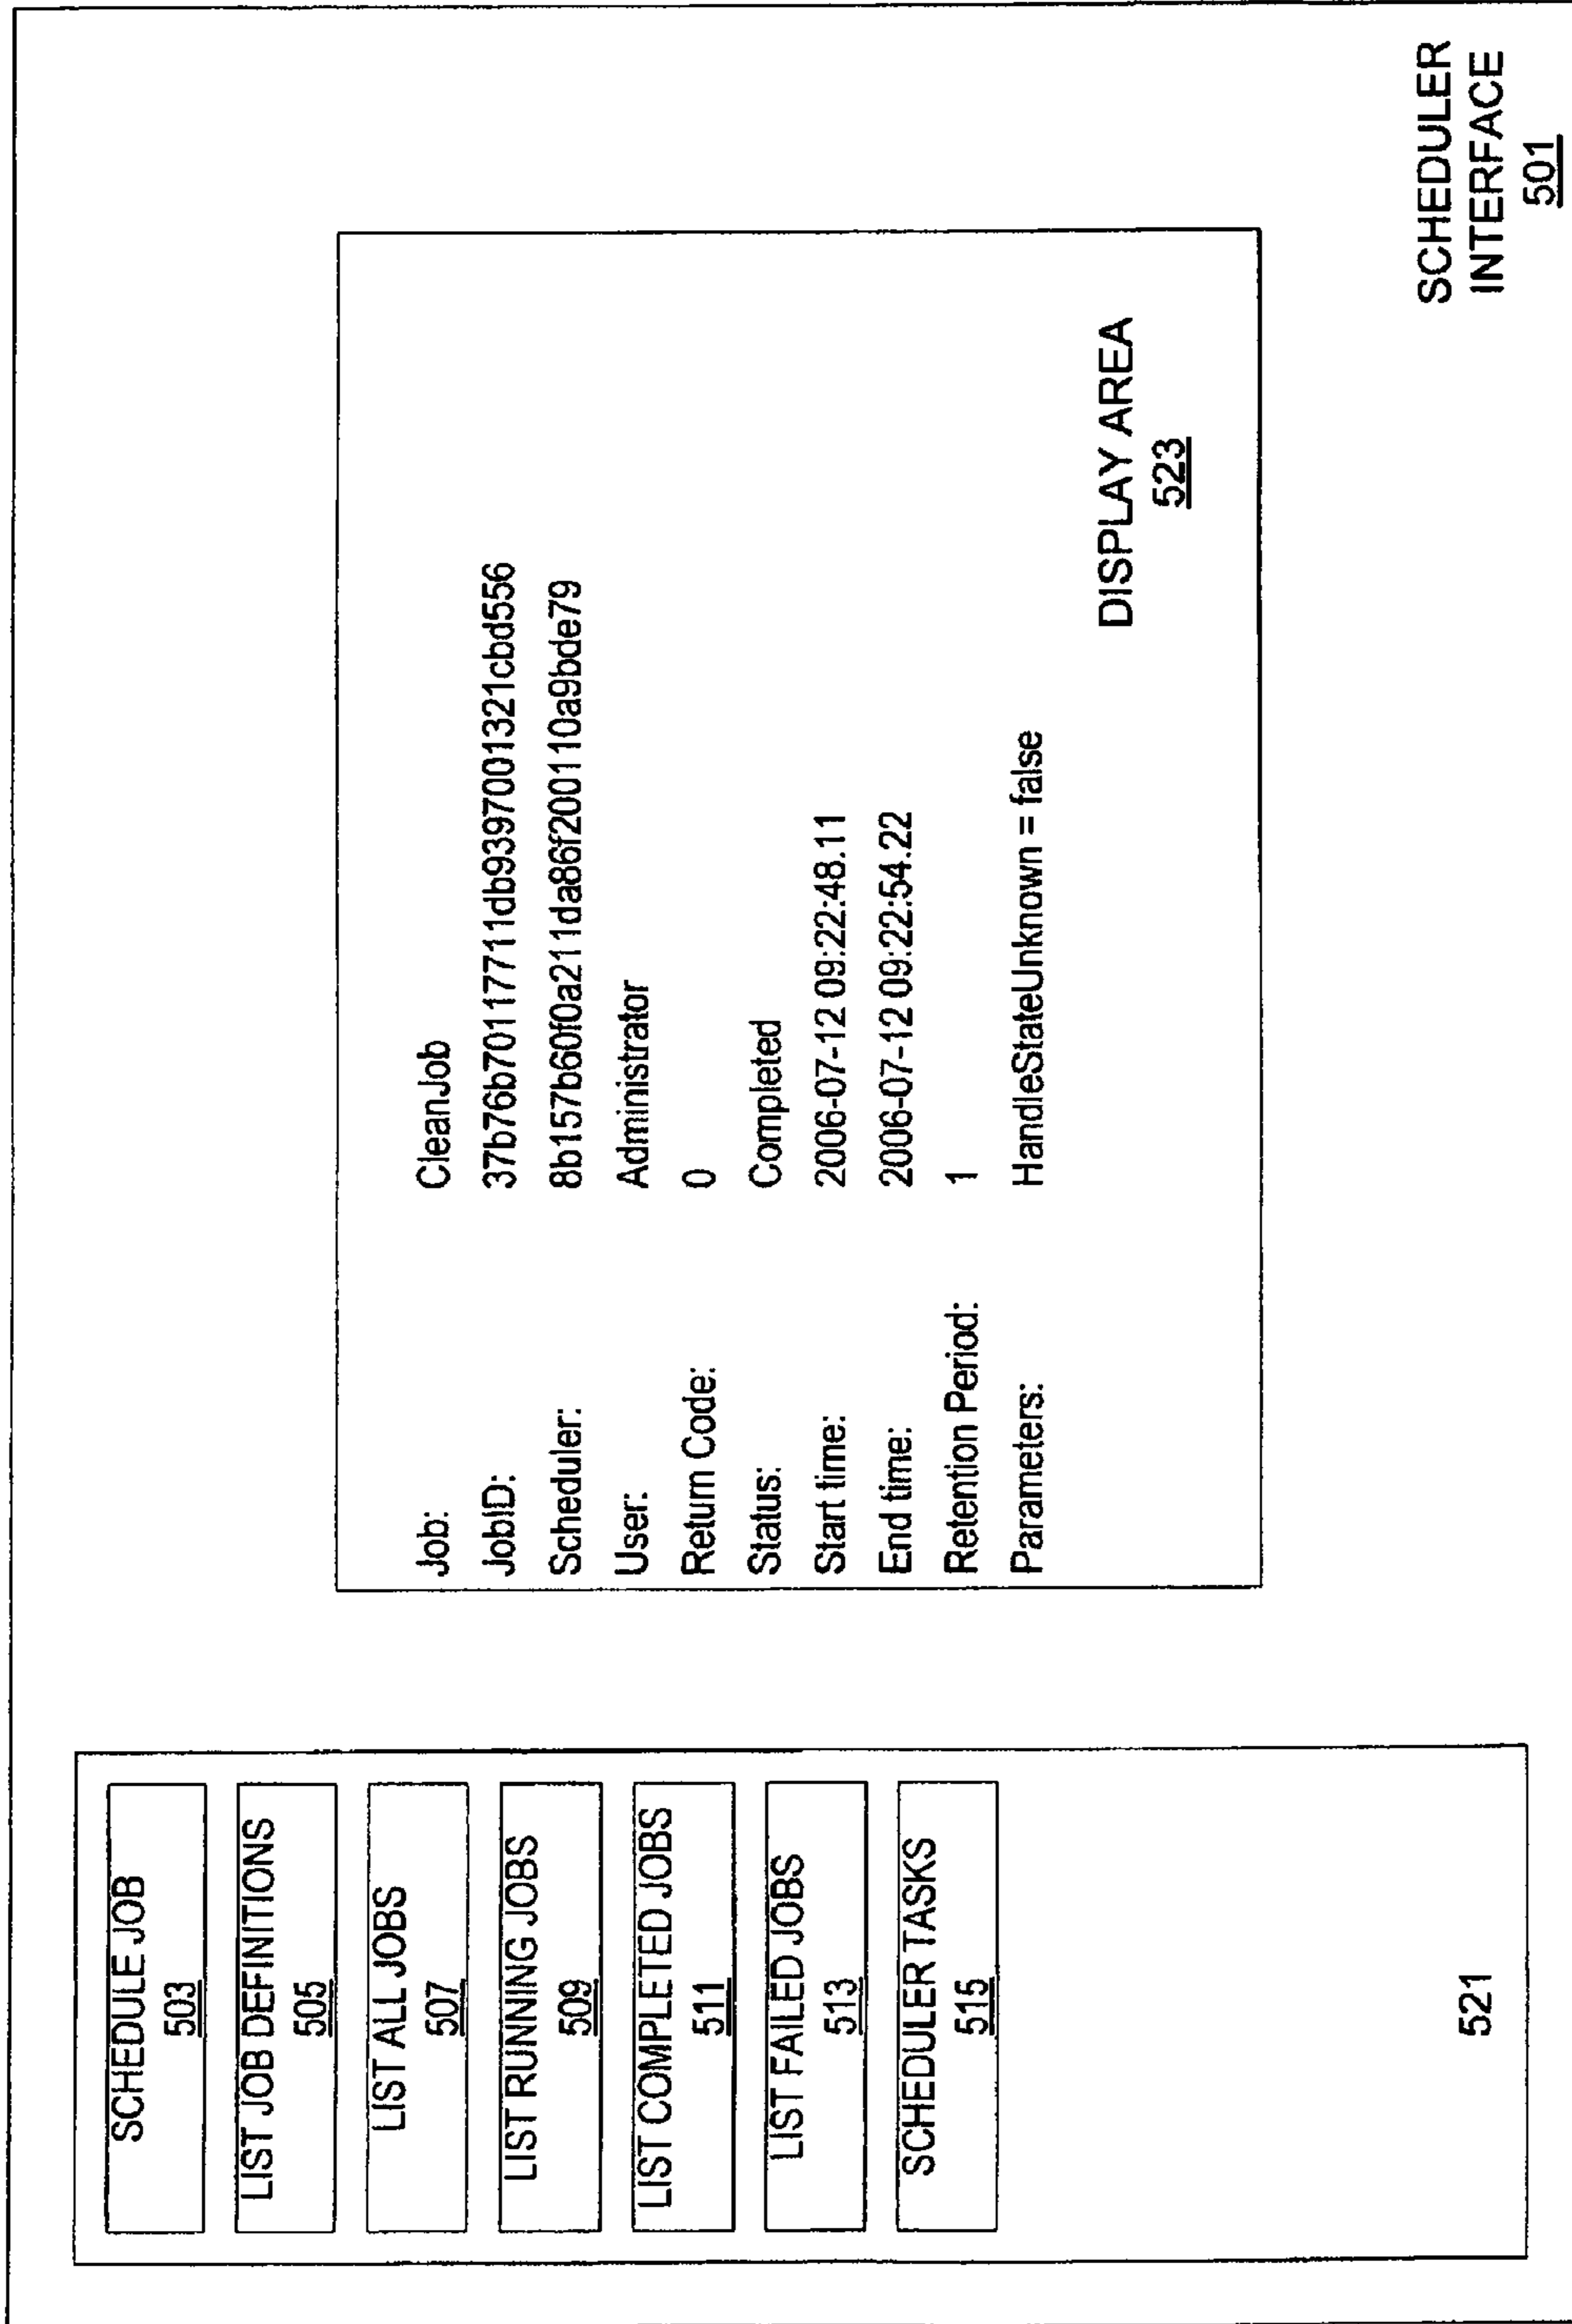 SCHEDULE JOB
503
LIST JOB DEFINITIONS
505
LIST ALL JOBS
507
LIST RUNNING JOBS
509
LIST COMPLETED JOBS
511
LIST FAILED JOBS
513
SCHEDULER TASKS
515
521
Job: CleanJob
JobID: 37b76b70117711db9397001321cbd556
Scheduler: 8b157b60f0a211da86f200110a9bde79
User: Administrator
Return Code: 0
Status: Completed
Start time: 2006-07-12 09:22:48.11
End time: 2006-07-12 09:22:54.22
Retention Period: 1
Parameters: HandleStateUnknown = false
DISPLAY AREA
523
SCHEDULER
INTERFACE
501